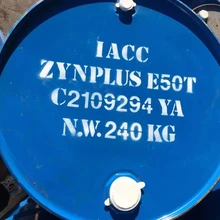 IACC
ZYNPLUS E50T
C2109294 YA
N.W. 240 KG